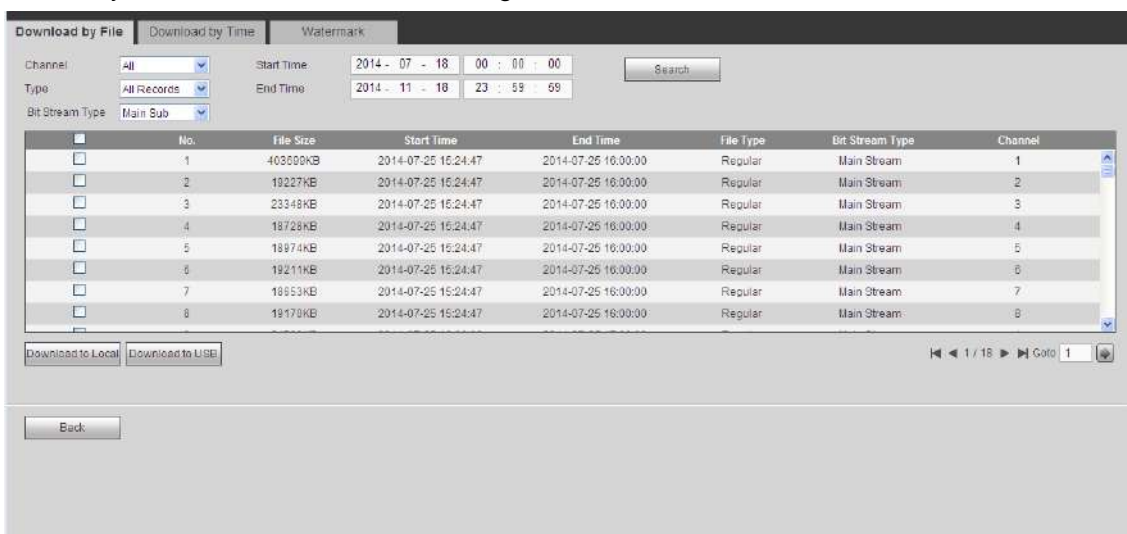 Download by File Download by Time Watermark
Channel All Start Time 2014 - 07 - 18 00 : 00 : 00 Search
Type All Records End Time 2014 - 11 - 18 23 : 59 : 59
Bit Stream Type Main Sub
No. File Size Start Time End Time File Type Bit Stream Type Channel
1 403699KB 2014-07-25 15:24:47 2014-07-25 16:00:00 Regular Main Stream 1
2 19227KB 2014-07-25 15:24:47 2014-07-25 16:00:00 Regular Main Stream 2
3 23348KB 2014-07-25 15:24:47 2014-07-25 16:00:00 Regular Main Stream 3
4 18728KB 2014-07-25 15:24:47 2014-07-25 16:00:00 Regular Main Stream 4
5 18974KB 2014-07-25 15:24:47 2014-07-25 16:00:00 Regular Main Stream 5
6 19211KB 2014-07-25 15:24:47 2014-07-25 16:00:00 Regular Main Stream 6
7 18653KB 2014-07-25 15:24:47 2014-07-25 16:00:00 Regular Main Stream 7
8 19178KB 2014-07-25 15:24:47 2014-07-25 16:00:00 Regular Main Stream 8
Download to Local Download to USB 1 / 18 Goto 1
Back